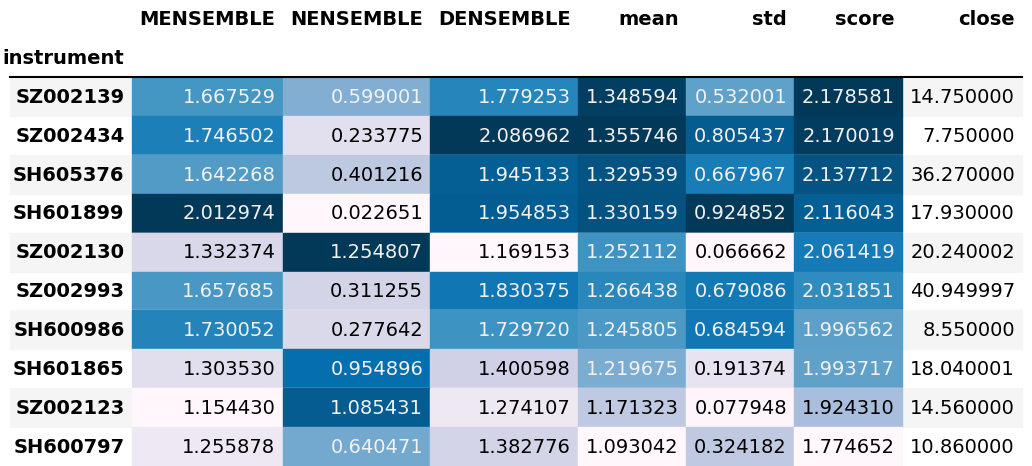 MENSEMBLE NENSEMBLE DENSEMBLE mean std score close
instrument
SZ002139 1.667529 0.599001 1.779253 1.348594 0.532001 2.178581 14.750000
SZ002434 1.746502 0.233775 2.086962 1.355746 0.805437 2.170019 7.750000
SH605376 1.642268 0.401216 1.945133 1.329539 0.667967 2.137712 36.270000
SH601899 2.012974 0.022651 1.954853 1.330159 0.924852 2.116043 17.930000
SZ002130 1.332374 1.254807 1.169153 1.252112 0.066662 2.061419 20.240002
SZ002993 1.657685 0.311255 1.830375 1.266438 0.679086 2.031851 40.949997
SH600986 1.730052 0.277642 1.729720 1.245805 0.684594 1.996562 8.550000
SH601865 1.303530 0.954896 1.400598 1.219675 0.191374 1.993717 18.040001
SZ002123 1.154430 1.085431 1.274107 1.171323 0.077948 1.924310 14.560000
SH600797 1.255878 0.640471 1.382776 1.093042 0.324182 1.774652 10.860000